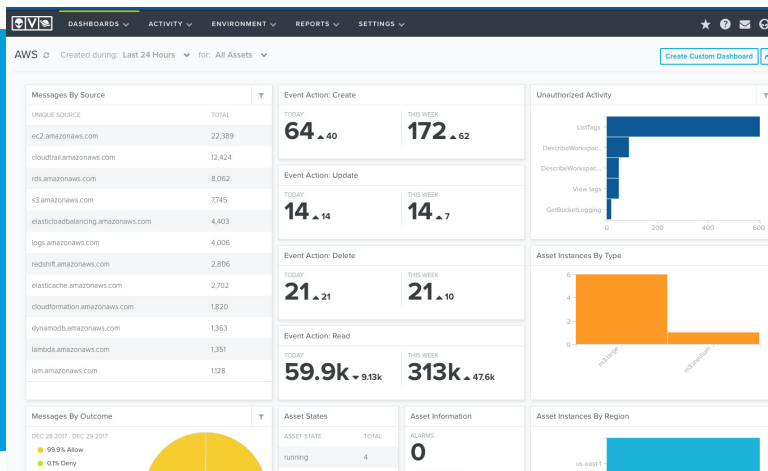 DASHBOARDS ACTIVITY ENVIRONMENT REPORTS SETTINGS
AWS Created during: Last 24 Hours for: All Assets
Create Custom Dashboard
Messages By Source
UNIQUE SOURCE TOTAL
ec2.amazonaws.com 22,389
cloudtrail.amazonaws.com 12,424
rds.amazonaws.com 8,062
s3.amazonaws.com 7,745
elasticloadbalancing.amazonaws.com 4,403
logs.amazonaws.com 4,006
redshift.amazonaws.com 2,806
elasticache.amazonaws.com 2,702
cloudformation.amazonaws.com 1,820
dynamodb.amazonaws.com 1,363
lambda.amazonaws.com 1,351
iam.amazonaws.com 1,128
Event Action: Create
TODAY THIS WEEK
64 40 172 62
Event Action: Update
TODAY THIS WEEK
14 14 14 7
Event Action: Delete
TODAY THIS WEEK
21 21 21 10
Event Action: Read
TODAY THIS WEEK
59.9k 9.13k 313k 47.6k
Unauthorized Activity
ListTags
DescribeWorkspac...
DescribeWorkspac...
View tags
GetBucketLogging
0 200 400 600
Asset Instances By Type
6
4
2
0
m3.large m3.medium
Messages By Outcome
DEC 28 2017 - DEC 29 2017
99.9% Allow
0.1% Deny
Asset States
ASSET STATE TOTAL
running 4
Asset Information
ALARMS
0
Asset Instances By Region
us-east-1